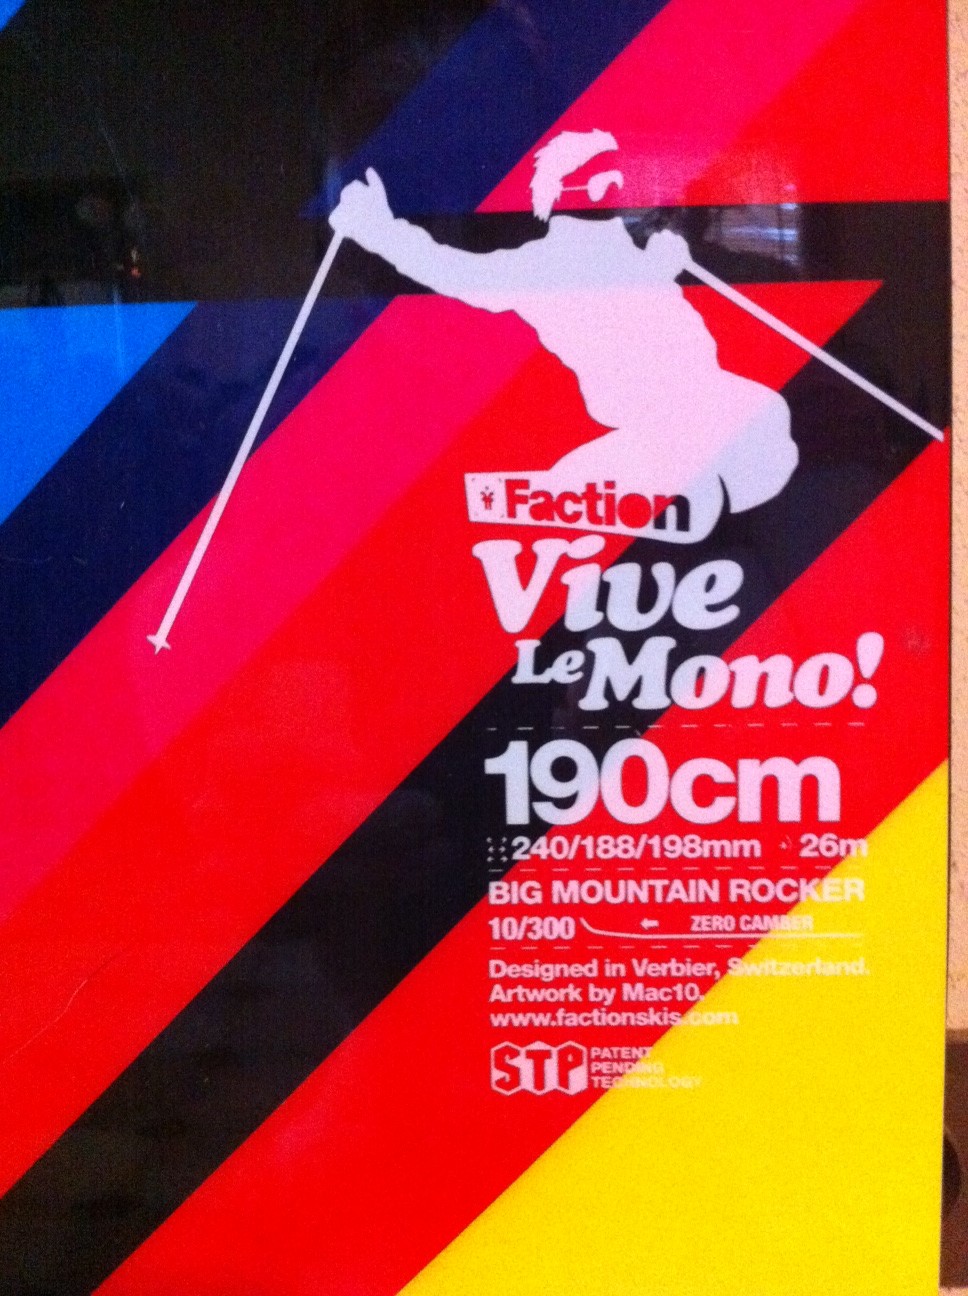 Faction
Vive
Le Mono!
190cm
240/188/198mm 26m
BIG MOUNTAIN ROCKER
10/300 ← ZERO CAMBER
Designed in Verbier, Switzerland.
Artwork by Mac10.
www.factionskis.com
STP PATENT
PENDING
TECHNOLOGY